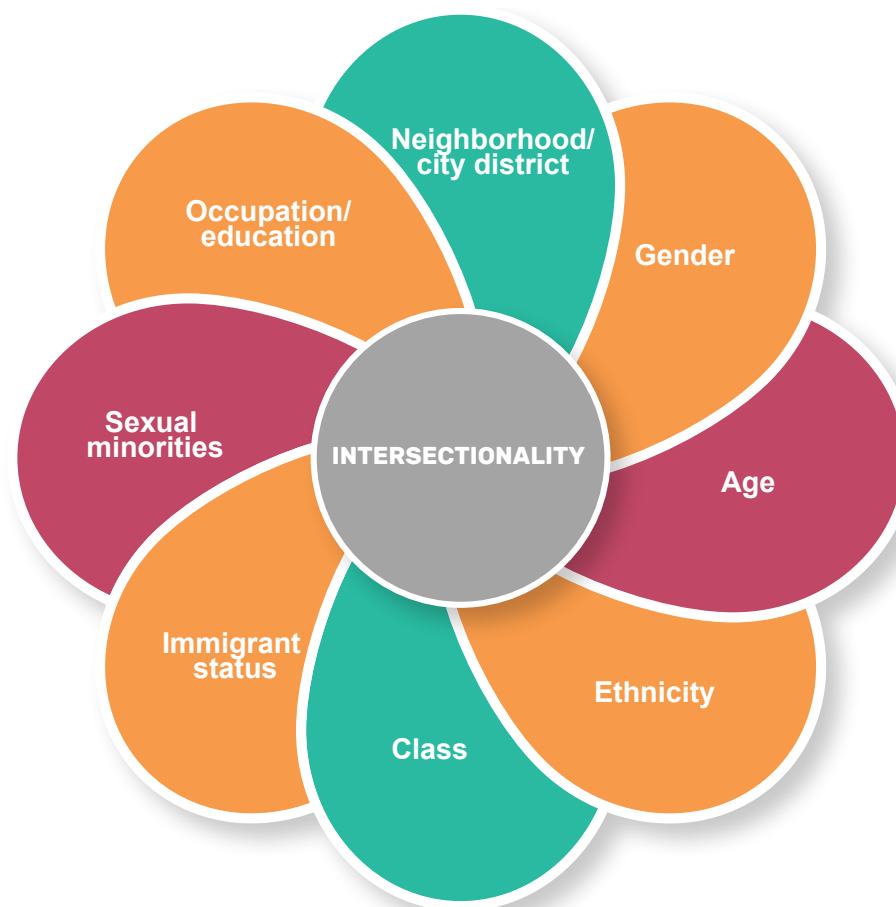 Neighborhood/
city district
Gender
Age
Ethnicity
Class
Immigrant
status
Sexual
minorities
Occupation/
education
INTERSECTIONALITY